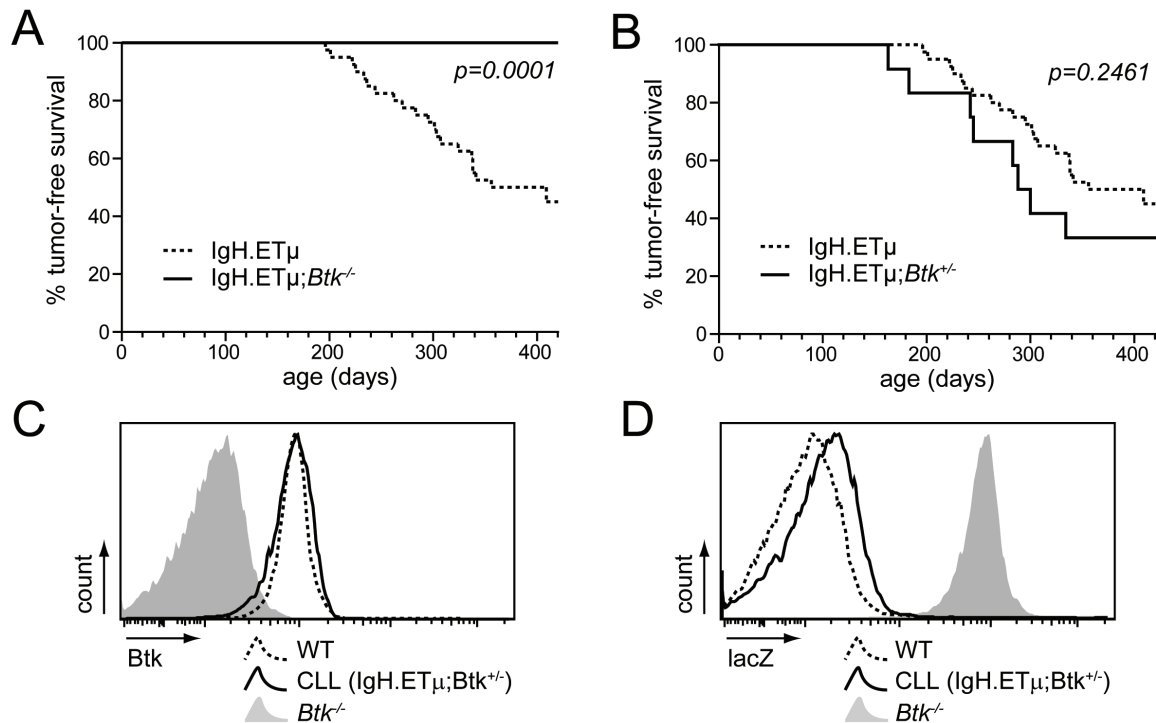 A
% tumor-free survival
100
80
60
40
20
0
p=0.0001
IgH.ETμ
IgH.ETμ;Btk-/-
0 100 200 300 400
age (days)
B
% tumor-free survival
100
80
60
40
20
0
p=0.2461
IgH.ETμ
IgH.ETμ;Btk+/-
0 100 200 300 400
age (days)
C
count
Btk
WT
CLL (IgH.ETμ;Btk+/-)
Btk-/-
D
count
lacZ
WT
CLL (IgH.ETμ;Btk+/-)
Btk-/-